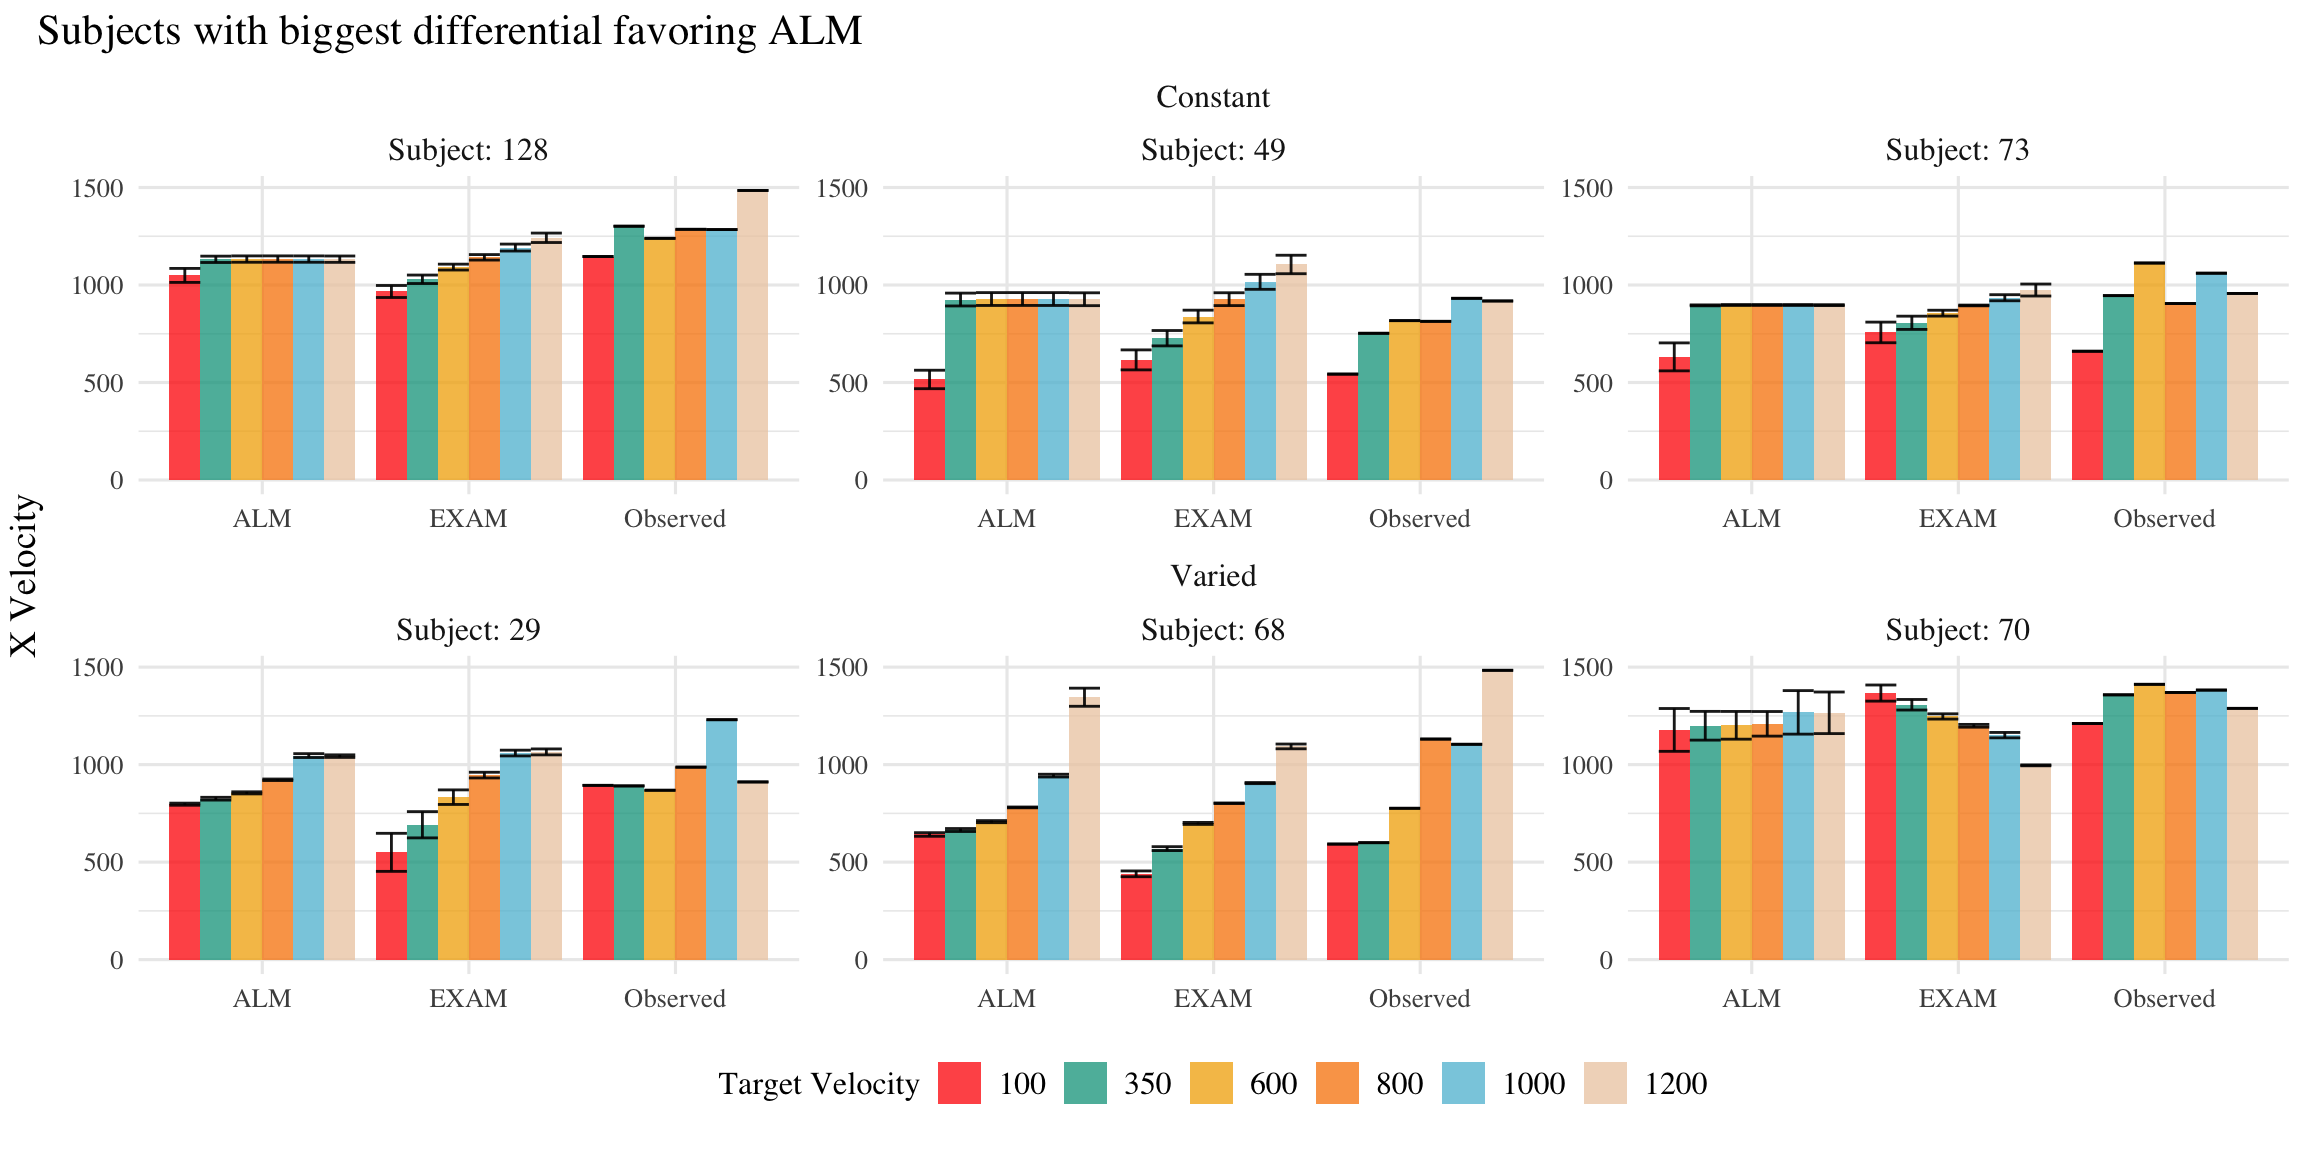 Subjects with biggest differential favoring ALM
Constant
Subject: 128 Subject: 49 Subject: 73
1500 1500 1500
1000 1000 1000
500 500 500
0 0 0
ALM EXAM Observed ALM EXAM Observed ALM EXAM Observed
X Velocity
Varied
Subject: 29 Subject: 68 Subject: 70
1500 1500 1500
1000 1000 1000
500 500 500
0 0 0
ALM EXAM Observed ALM EXAM Observed ALM EXAM Observed
Target Velocity 100 350 600 800 1000 1200